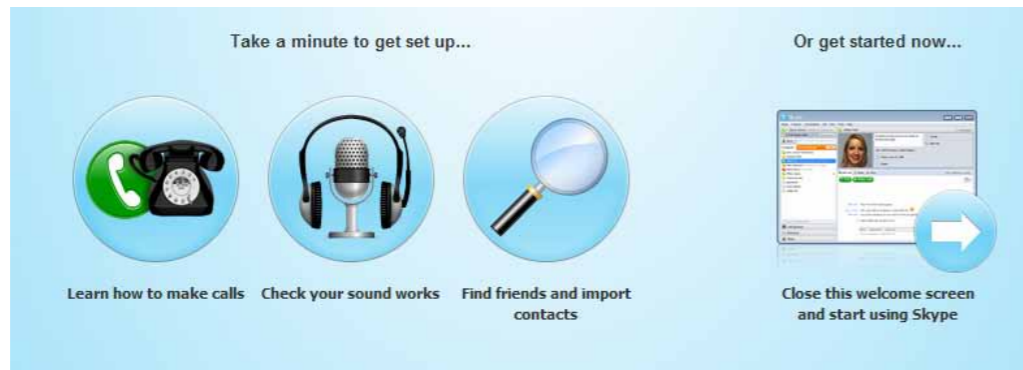 Take a minute to get set up...
Or get started now...
Learn how to make calls
Check your sound works
Find friends and import
contacts
Close this welcome screen
and start using Skype